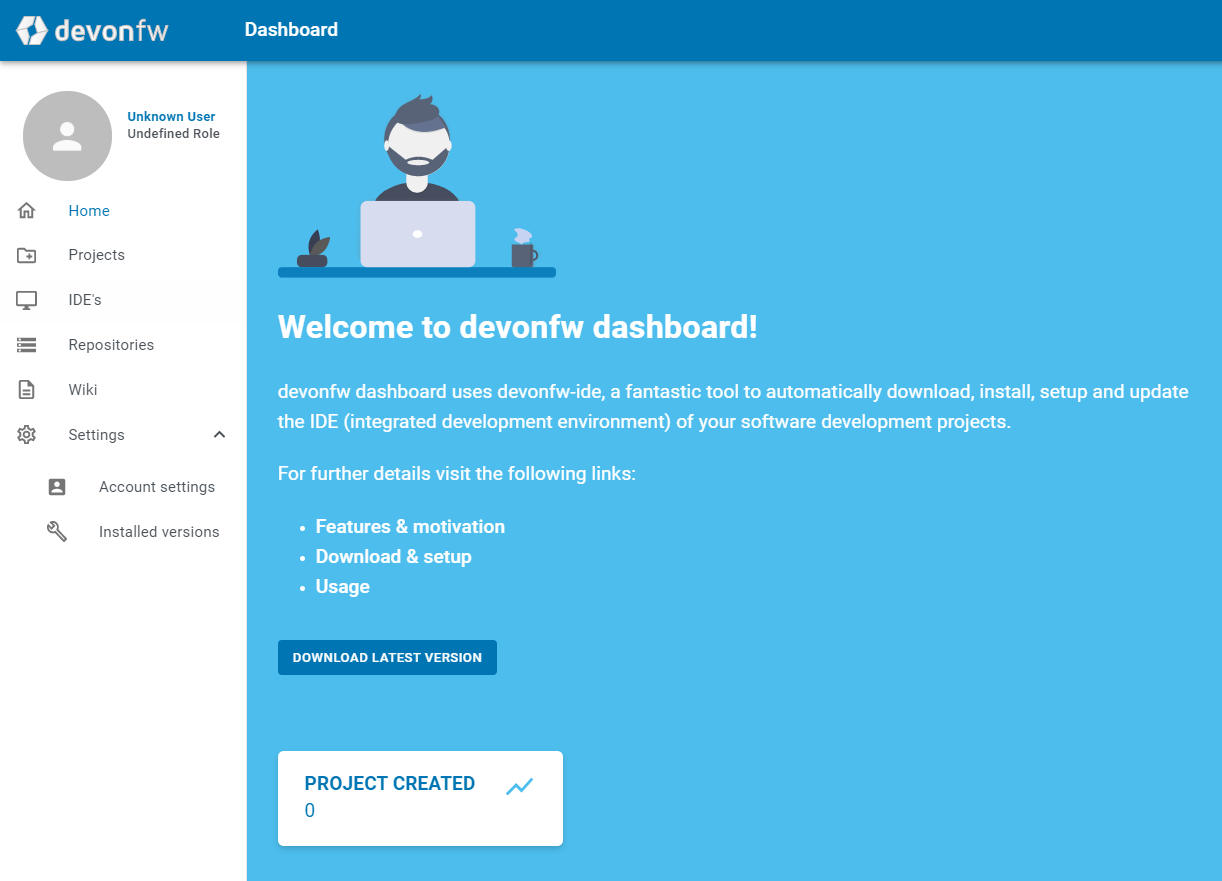 devonfw
Dashboard
Unknown User
Undefined Role
Home
Projects
IDE's
Repositories
Wiki
Settings
Account settings
Installed versions
Welcome to devonfw dashboard!
devonfw dashboard uses devonfw-ide, a fantastic tool to automatically download, install, setup and update
the IDE (integrated development environment) of your software development projects.
For further details visit the following links:
Features & motivation
Download & setup
Usage
DOWNLOAD LATEST VERSION
PROJECT CREATED
0